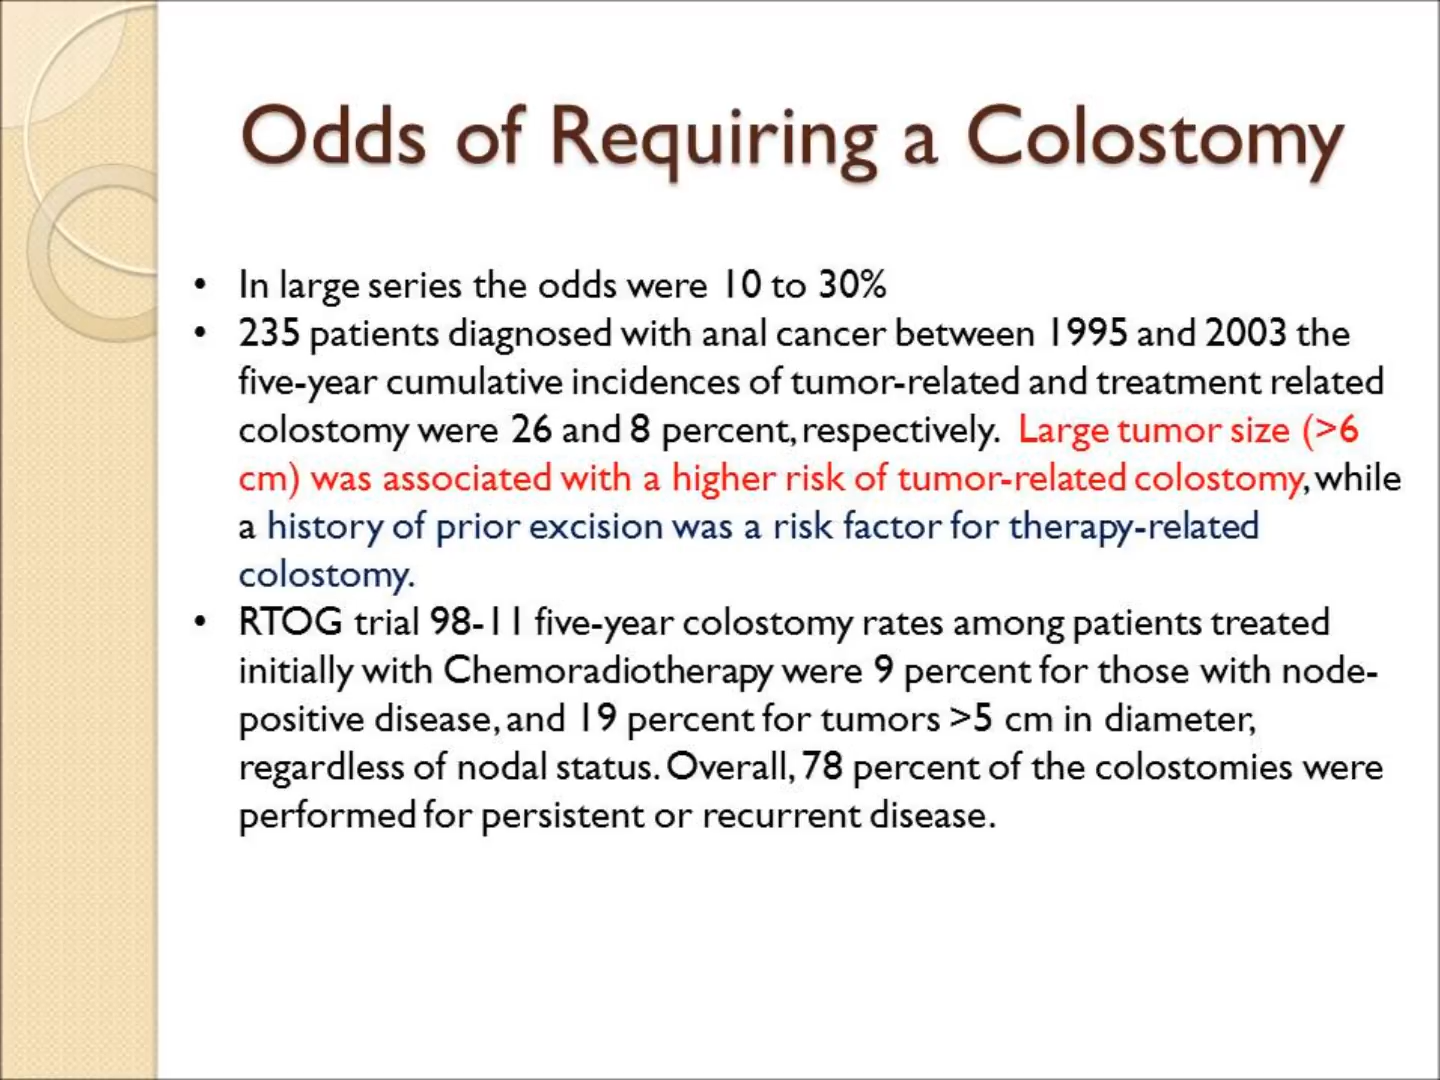 Odds of Requiring a Colostomy
• In large series the odds were 10 to 30%
• 235 patients diagnosed with anal cancer between 1995 and 2003 the
five-year cumulative incidences of tumor-related and treatment related
colostomy were 26 and 8 percent, respectively. Large tumor size (>6
cm) was associated with a higher risk of tumor-related colostomy, while
a history of prior excision was a risk factor for therapy-related
colostomy.
• RTOG trial 98-11 five-year colostomy rates among patients treated
initially with Chemoradiotherapy were 9 percent for those with node-
positive disease, and 19 percent for tumors >5 cm in diameter,
regardless of nodal status. Overall, 78 percent of the colostomies were
performed for persistent or recurrent disease.